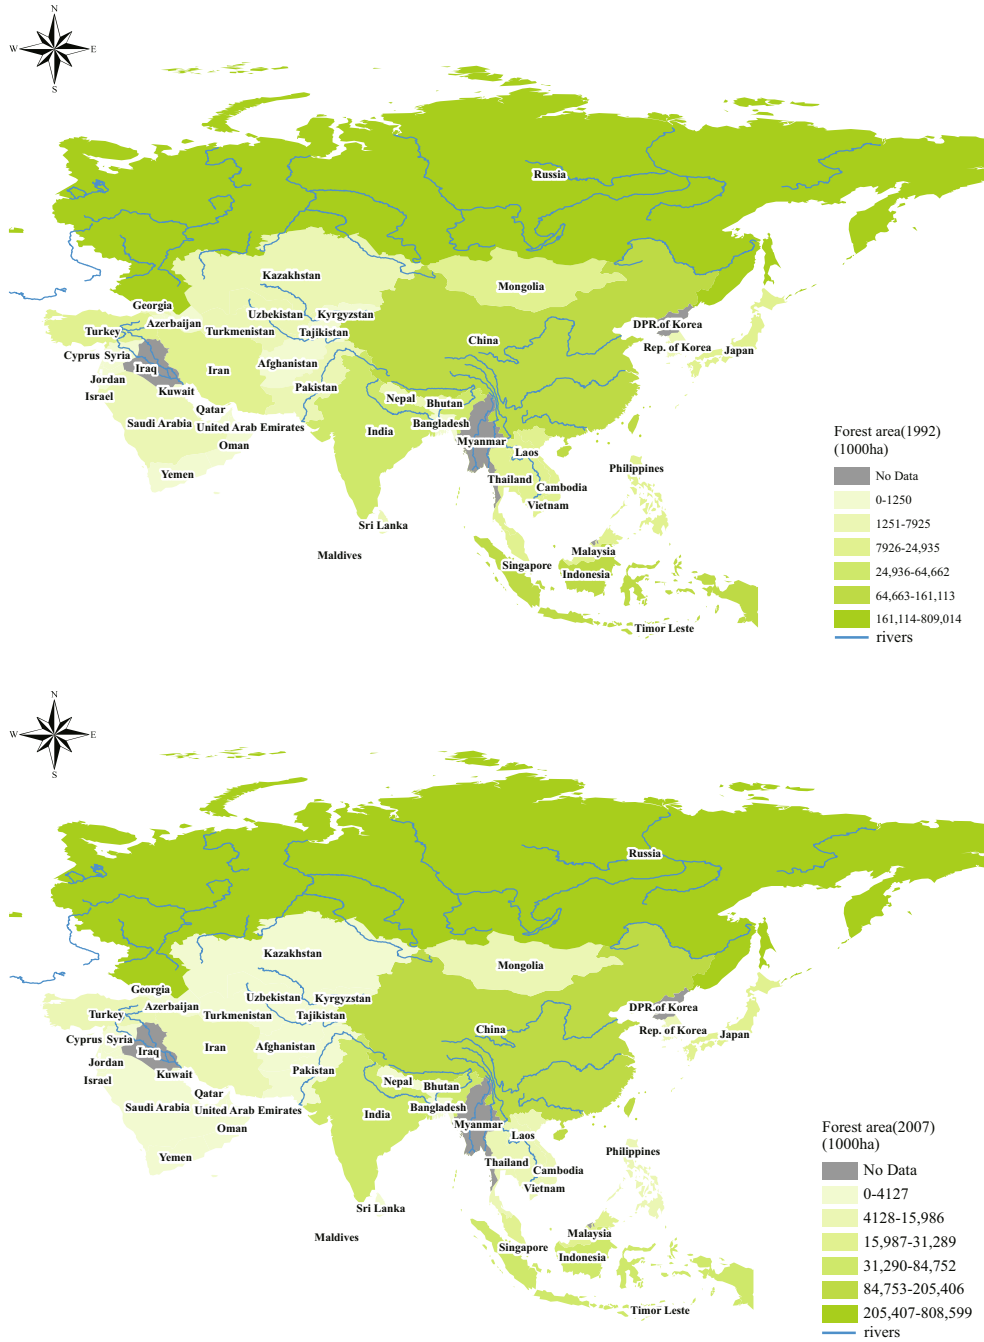 N
W E
S
Russia
Kazakhstan
Mongolia
Georgia
Uzbekistan Kyrgyzstan
Azerbaijan
DPR.of Korea
Turkey
Turkmenistan
Tajikistan
China
Rep. of Korea
Japan
Cyprus Syria
Afghanistan
Iraq
Iran
Jordan
Pakistan
Kuwait
Israel
Nepal
Bhutan
Qatar
Saudi Arabia
United Arab Emirates
Bangladesh
India
Oman
Myanmar
Laos
Yemen
Philippines
Thailand
Cambodia
Vietnam
Sri Lanka
Maldives
Malaysia
Singapore
Indonesia
Timor Leste
Forest area(1992)
(1000ha)
No Data
0-1250
1251-7925
7926-24,935
24,936-64,662
64,663-161,113
161,114-809,014
rivers
N
W E
S
Russia
Kazakhstan
Mongolia
Georgia
Uzbekistan
Kyrgyzstan
Azerbaijan
DPR.of Korea
Turkey
Turkmenistan
Tajikistan
China
Rep. of Korea
Japan
Cyprus Syria
Iraq
Iran
Afghanistan
Jordan
Kuwait
Pakistan
Israel
Nepal
Bhutan
Qatar
Saudi Arabia
United Arab Emirates
Bangladesh
India
Oman
Myanmar
Laos
Yemen
Philippines
Thailand
Cambodia
Vietnam
Sri Lanka
Maldives
Malaysia
Singapore
Indonesia
Timor Leste
Forest area(2007)
(1000ha)
No Data
0-4127
4128-15,986
15,987-31,289
31,290-84,752
84,753-205,406
205,407-808,599
rivers